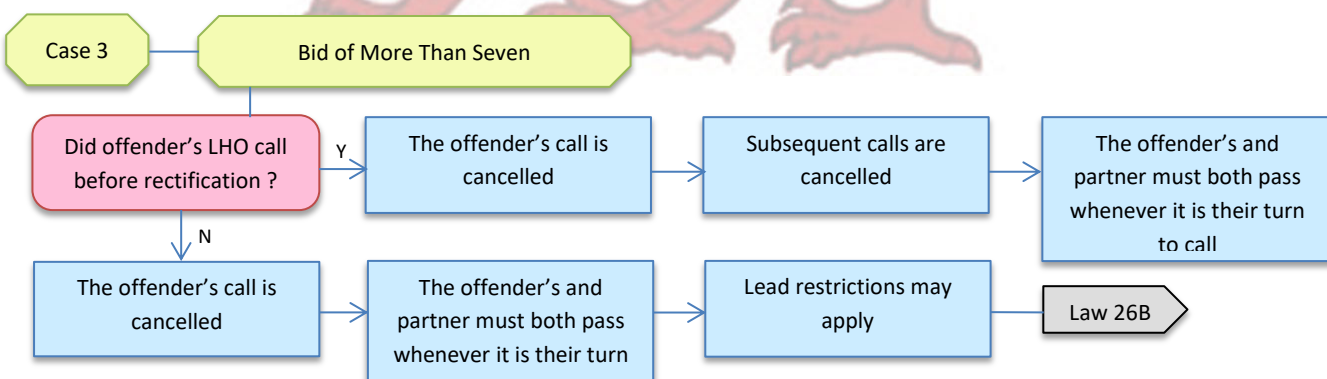 Case 3
Bid of More Than Seven
Did offender's LHO call
before rectification ?
Y
The offender's call is
cancelled
Subsequent calls are
cancelled
The offender's and
partner must both pass
whenever it is their turn
to call
N
The offender's call is
cancelled
The offender's and
partner must both pass
whenever it is their turn
Lead restrictions may
apply
Law 26B